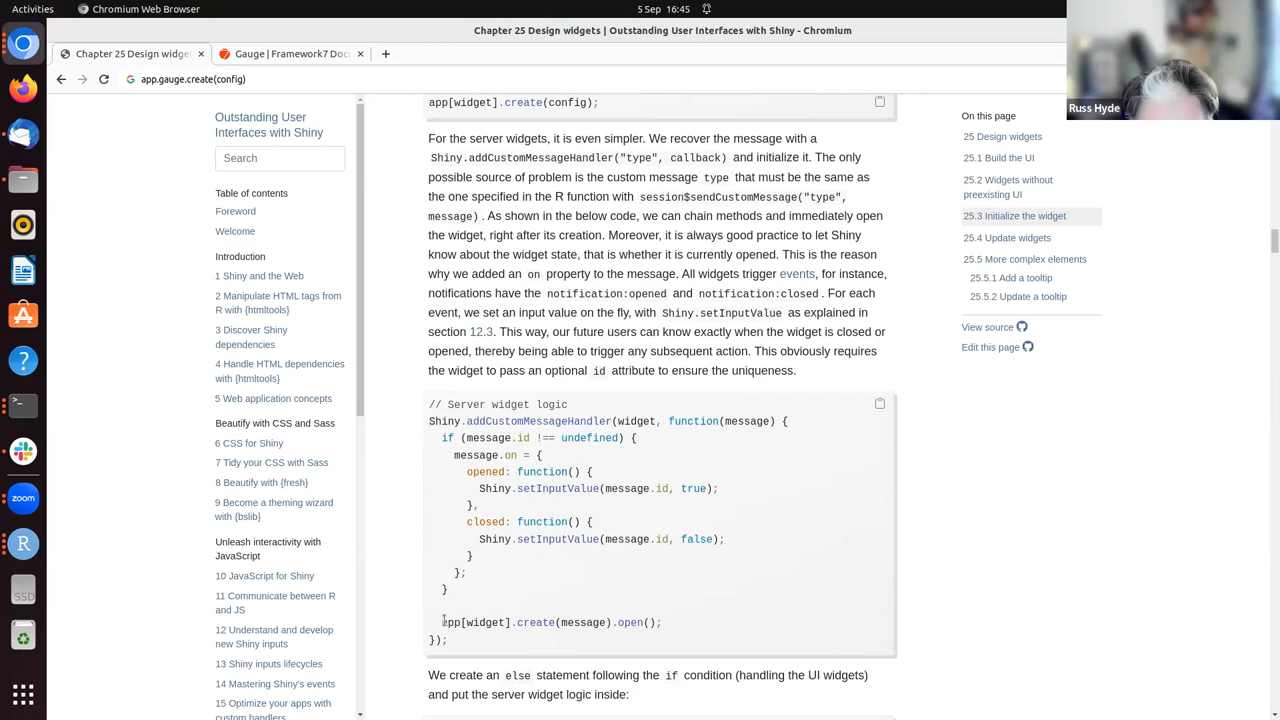 Activities
Chromium Web Browser
5 Sep 16:45
Chapter 25 Design widgets | Outstanding User Interfaces with Shiny - Chromium
Chapter 25 Design widge
Gauge | Framework7 Doc
app.gauge.create(config)
Russ Hyde
Outstanding User
Interfaces with Shiny
Search
Table of contents
Foreword
Welcome
Introduction
1 Shiny and the Web
2 Manipulate HTML tags from
R with {htmltools}
3 Discover Shiny
dependencies
4 Handle HTML dependencies
with {htmltools}
5 Web application concepts
Beautify with CSS and Sass
6 CSS for Shiny
7 Tidy your CSS with Sass
8 Beautify with {fresh}
9 Become a theming wizard
with {bslib}
Unleash interactivity with
JavaScript
10 JavaScript for Shiny
11 Communicate between R
and JS
12 Understand and develop
new Shiny inputs
13 Shiny inputs lifecycles
14 Mastering Shiny's events
15 Optimize your apps with
custom handlers
app[widget].create(config);
For the server widgets, it is even simpler. We recover the message with a
Shiny.addCustomMessageHandler("type", callback) and initialize it. The only
possible source of problem is the custom message type that must be the same as
the one specified in the R function with session$sendCustomMessage("type",
message). As shown in the below code, we can chain methods and immediately open
the widget, right after its creation. Moreover, it is always good practice to let Shiny
know about the widget state, that is whether it is currently opened. This is the reason
why we added an on property to the message. All widgets trigger events, for instance,
notifications have the notification:opened and notification:closed. For each
event, we set an input value on the fly, with Shiny.setInputValue as explained in
section 12.3. This way, our future users can know exactly when the widget is closed or
opened, thereby being able to trigger any subsequent action. This obviously requires
the widget to pass an optional id attribute to ensure the uniqueness.
// Server widget logic
Shiny.addCustomMessageHandler(widget, function(message) {
if (message.id !== undefined) {
message.on = {
opened: function() {
Shiny.setInputValue(message.id, true);
},
closed: function() {
Shiny.setInputValue(message.id, false);
}
};
}
app[widget].create(message).open();
});
We create an else statement following the if condition (handling the UI widgets)
and put the server widget logic inside:
On this page
25 Design widgets
25.1 Build the UI
25.2 Widgets without
preexisting UI
25.3 Initialize the widget
25.4 Update widgets
25.5 More complex elements
25.5.1 Add a tooltip
25.5.2 Update a tooltip
View source
Edit this page
zoom
R
SSD